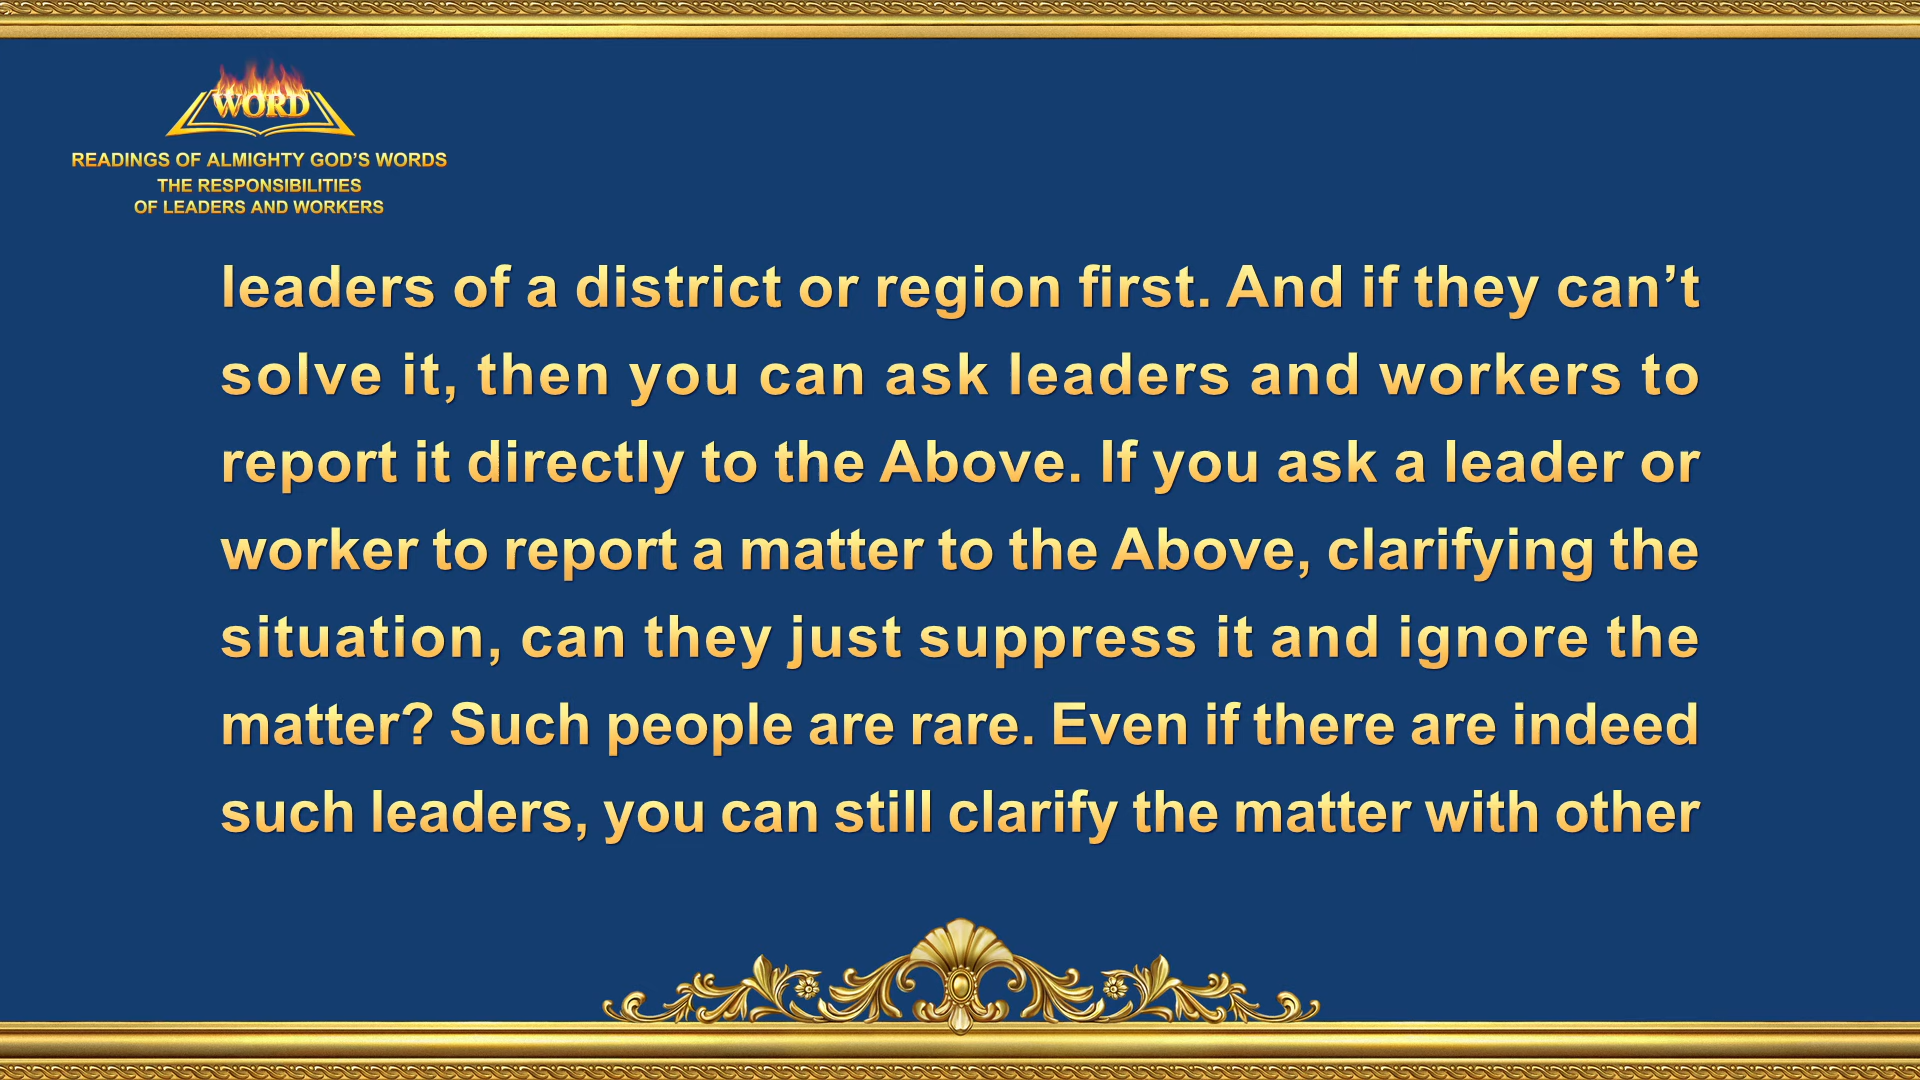 WORD
READINGS OF ALMIGHTY GOD’S WORDS
THE RESPONSIBILITIES
OF LEADERS AND WORKERS
leaders of a district or region first. And if they can’t
solve it, then you can ask leaders and workers to
report it directly to the Above. If you ask a leader or
worker to report a matter to the Above, clarifying the
situation, can they just suppress it and ignore the
matter? Such people are rare. Even if there are indeed
such leaders, you can still clarify the matter with other